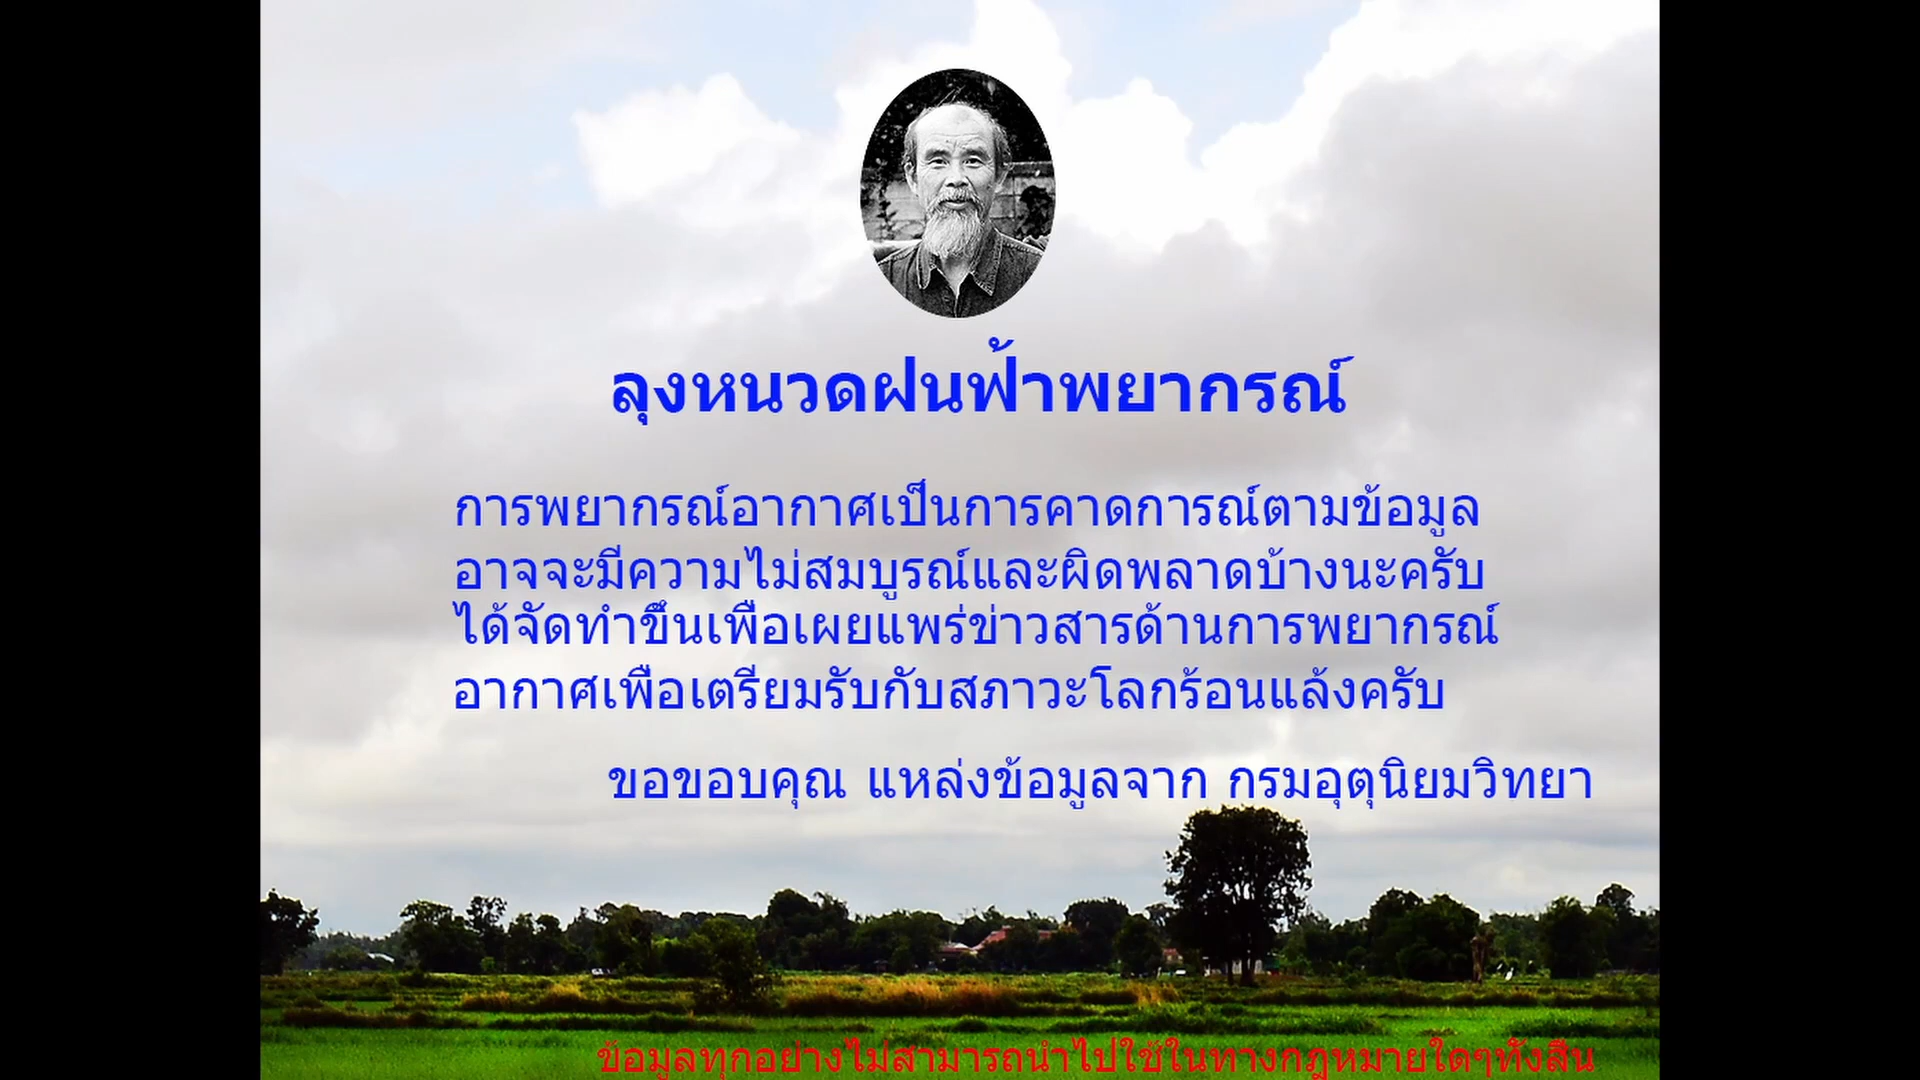 ลุงหนวดฝนฟ้าพยากรณ์
การพยากรณ์อากาศเป็นการคาดการณ์ตามข้อมูล
อาจจะมีความไม่สมบูรณ์และผิดพลาดบ้างนะครับ
ได้จัดทำขึ้นเพื่อเผยแพร่ข่าวสารด้านการพยากรณ์
อากาศเพื่อเตรียมรับกับสภาวะโลกร้อนแล้งครับ
ขอขอบคุณ แหล่งข้อมูลจาก กรมอุตุนิยมวิทยา
ข้อมูลทุกอย่างไม่สามารถนำไปใช้ในทางกฎหมายใดๆทั้งสิ้น